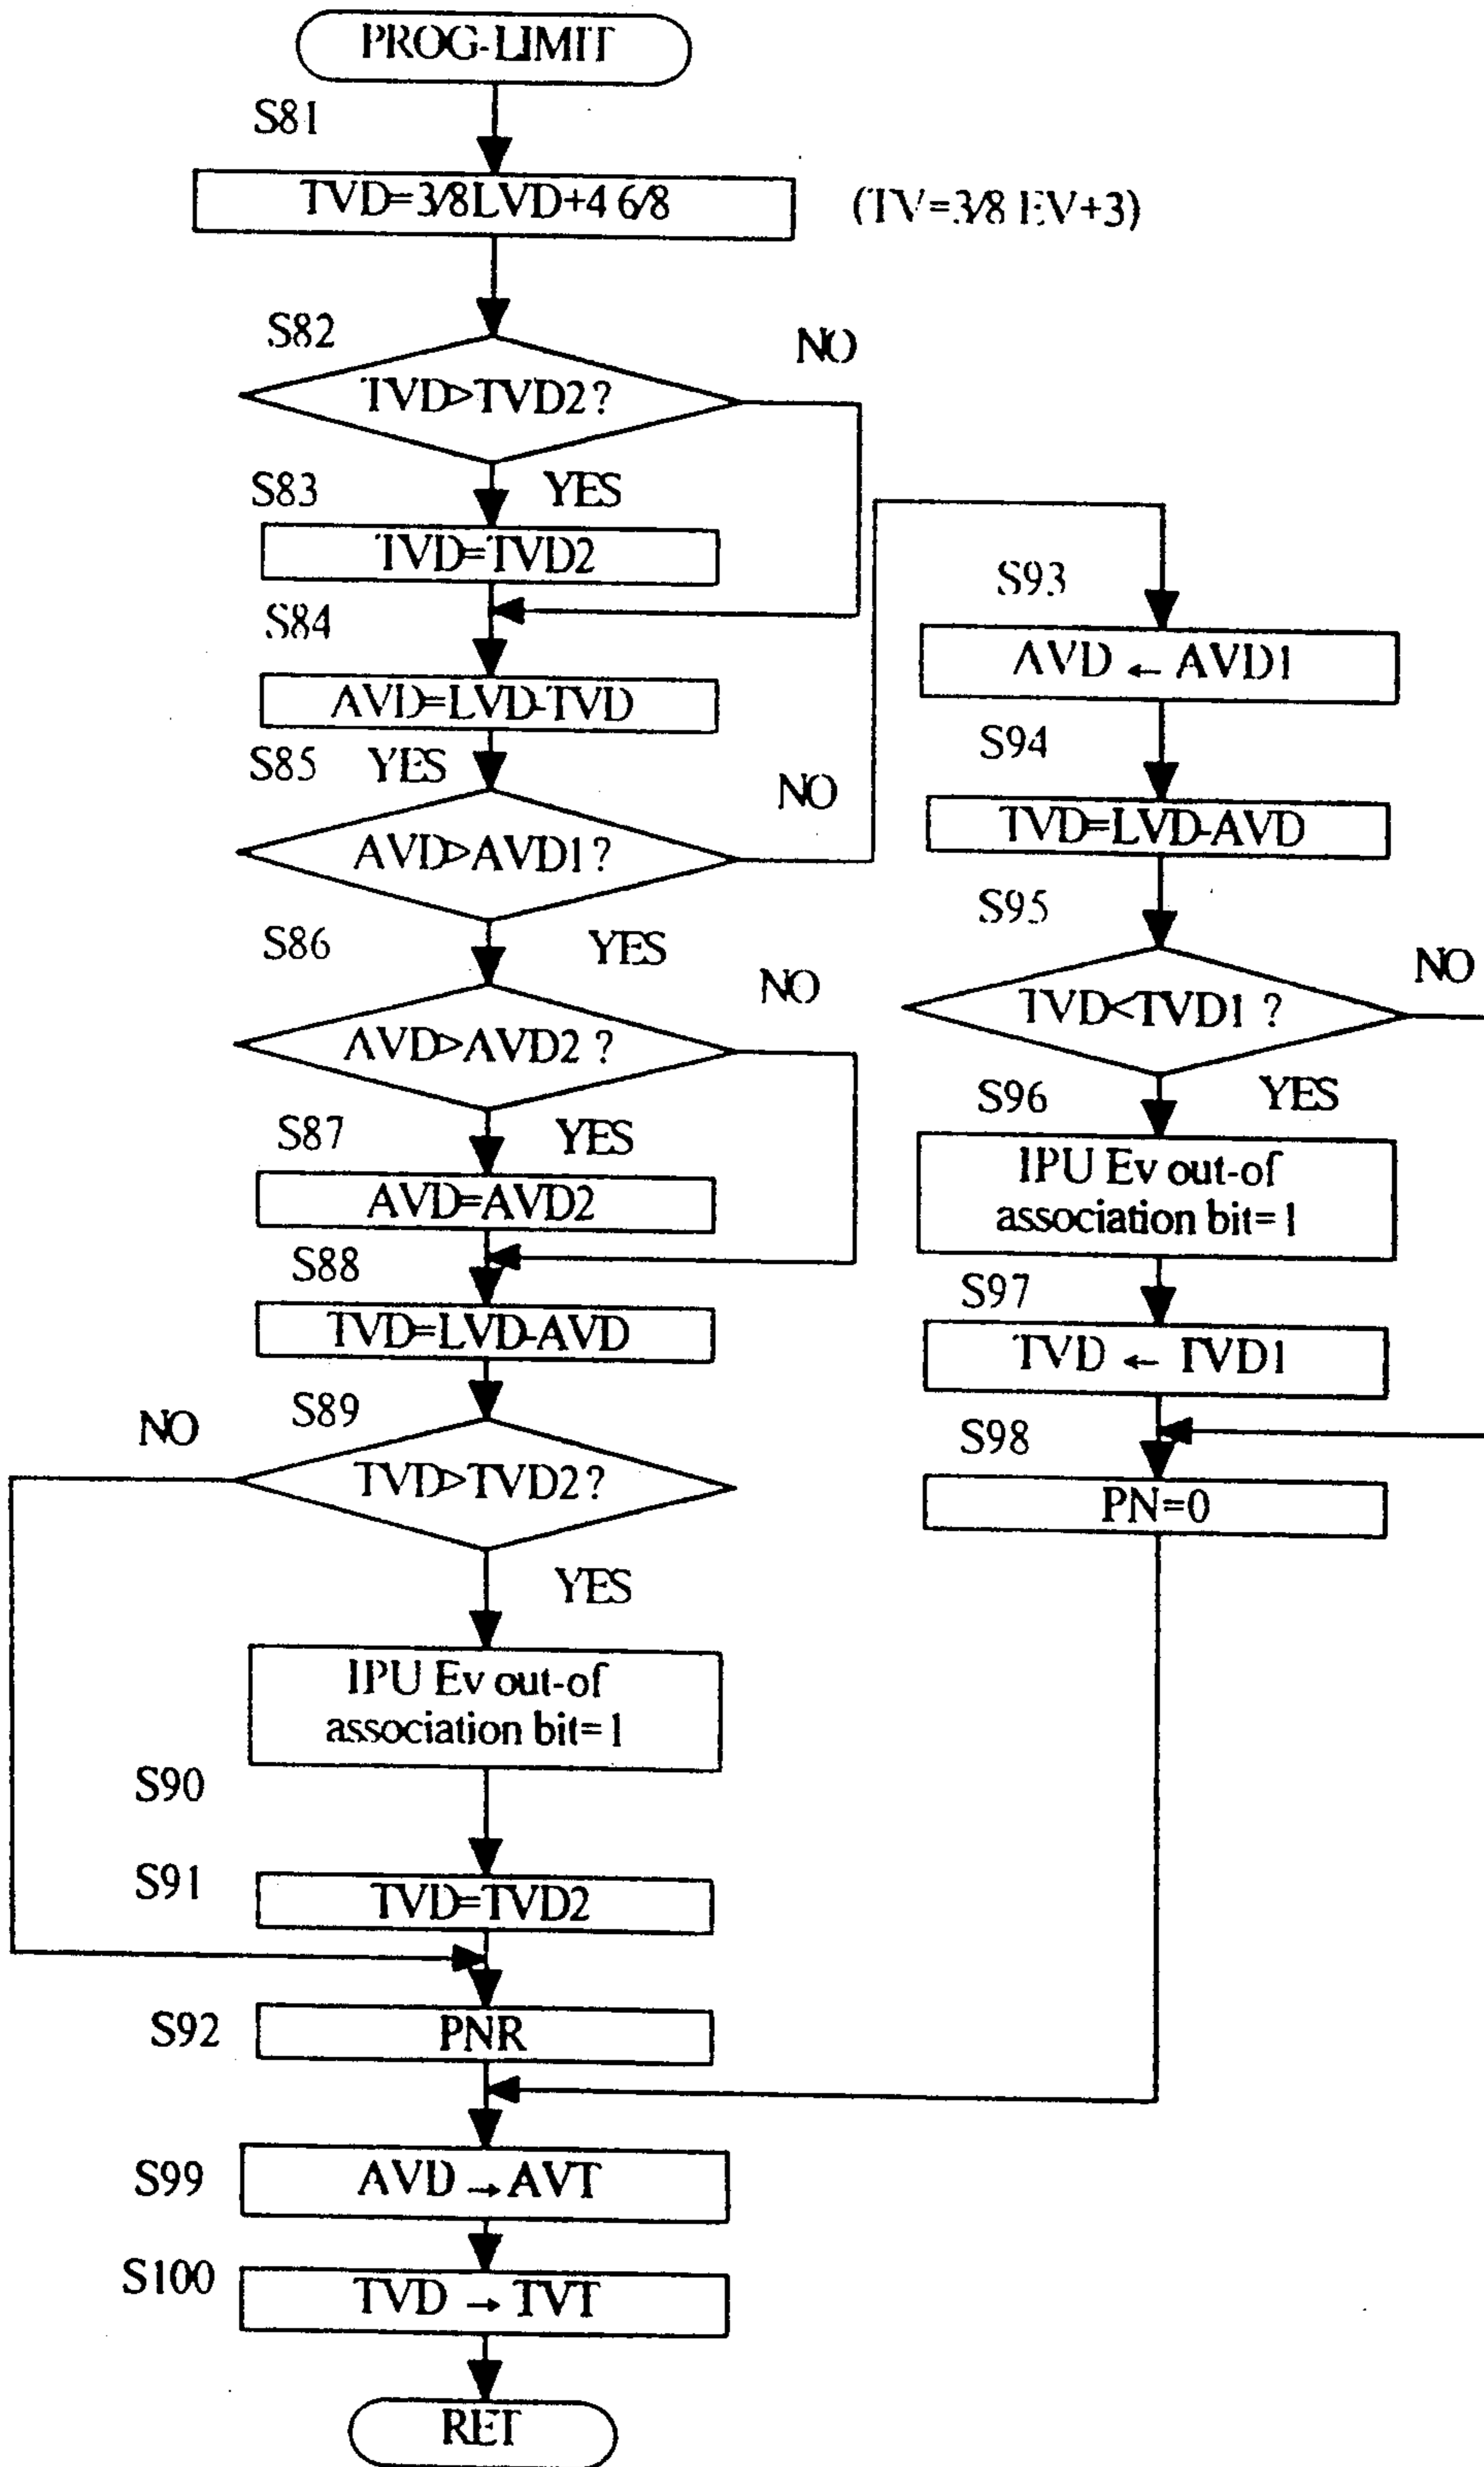 PROG-LIMIT
S81
TVD=3/8LVD+4 6/8
(TV=3/8 EV+3)
S82
NO
TVD>TVD2?
S83
YES
TVD=TVD2
S84
AVD=LVD-TVD
S85
YES
NO
AVD>AVD1?
S86
YES
NO
AVD>AVD2 ?
S87
YES
AVD=AVD2
S88
TVD=LVD-AVD
S89
NO
TVD>TVD2?
YES
IPU Ev out-of
association bit=1
S90
S91
TVD=TVD2
S92
PNR
S93
AVD ← AVD1
S94
TVD=LVD-AVD
S95
NO
TVD<TVD1 ?
S96
YES
IPU Ev out-of
association bit=1
S97
TVD ← TVD1
S98
PN=0
S99
AVD → AVT
S100
TVD → TVT
RET